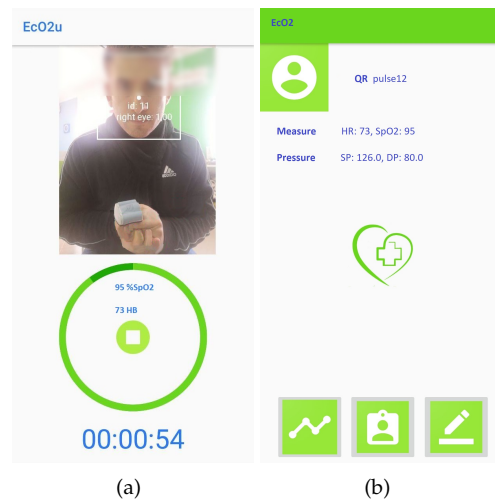 EcO2u
id: 11
right eye: 1.00
95 %SpO2
73 HB
00:00:54
(a)
EcO2
QR pulse12
Measure HR: 73, SpO2: 95
Pressure SP: 126.0, DP: 80.0
(b)